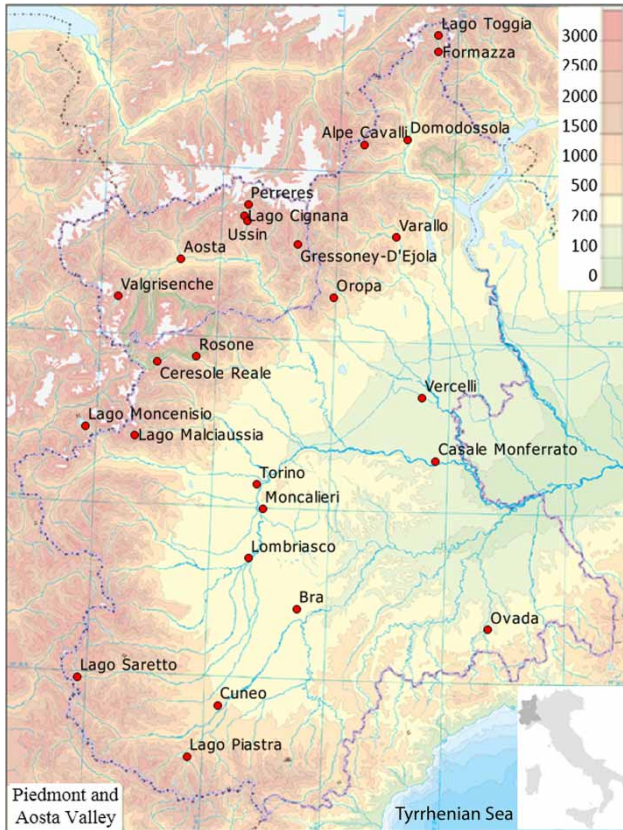 Lago Toggia
3000
Formazza
2500
2000
Alpe Cavalli
Domodossola
1500
1000
500
Perreres
200
Lago Cignana
Ussin
Varallo
100
Aosta
Gressoney-D'Ejola
0
Valgrisenche
Oropa
Rosone
Ceresole Reale
Vercelli
Lago Moncenisio
Lago Malciaussia
Casale Monferrato
Torino
Moncalieri
Lombriasco
Bra
Ovada
Lago Saretto
Cuneo
Lago Piastra
Piedmont and
Aosta Valley
Tyrrhenian Sea